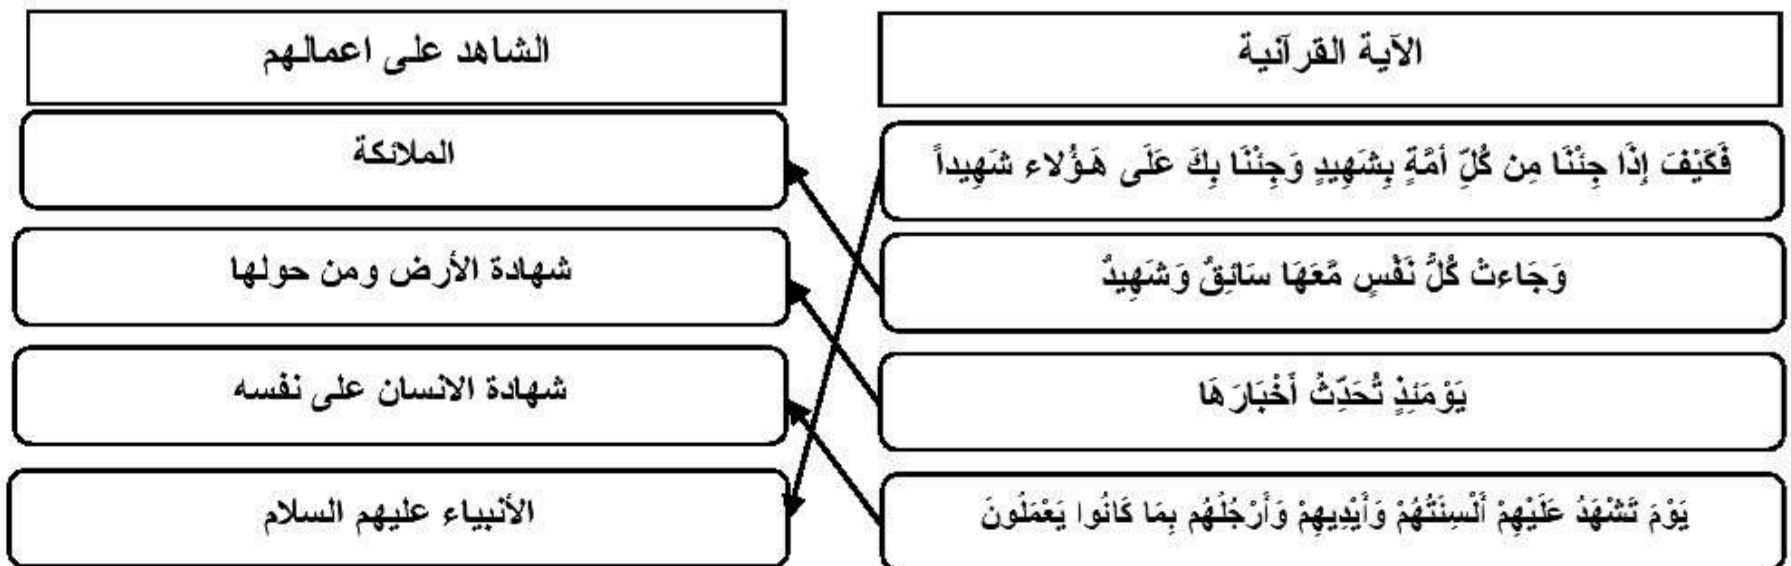 الآية القرآنية
الشاهد على اعمالهم
فَكَيْفَ إِذَا جِئْنَا مِن كُلِّ أمَّةٍ بِشَهِيدٍ وَجِئْنَا بِكَ عَلَى هَـؤُلاء شَهِيداً
الملائكة
وَجَاءتْ كُلُّ نَفْسٍ مَّعَهَا سَائِقٌ وَشَهِيدٌ
شهادة الأرض ومن حولها
يَوْمَئِذٍ تُحَدِّثُ أَخْبَارَهَا
شهادة الانسان على نفسه
يَوْمَ تَشْهَدُ عَلَيْهِمْ أَلْسِنَتُهُمْ وَأَيْدِيهِمْ وَأَرْجُلُهُم بِمَا كَانُوا يَعْمَلُونَ
الأنبياء عليهم السلام